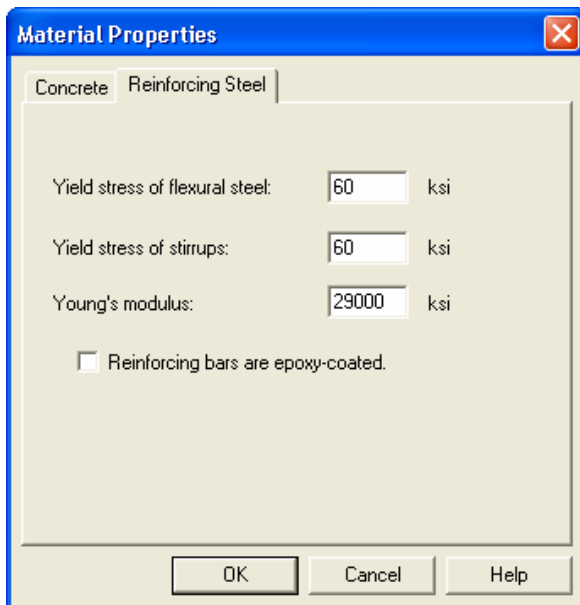 Material Properties
Concrete Reinforcing Steel
Yield stress of flexural steel: 60 ksi
Yield stress of stirrups: 60 ksi
Young's modulus: 29000 ksi
Reinforcing bars are epoxy-coated.
OK Cancel Help